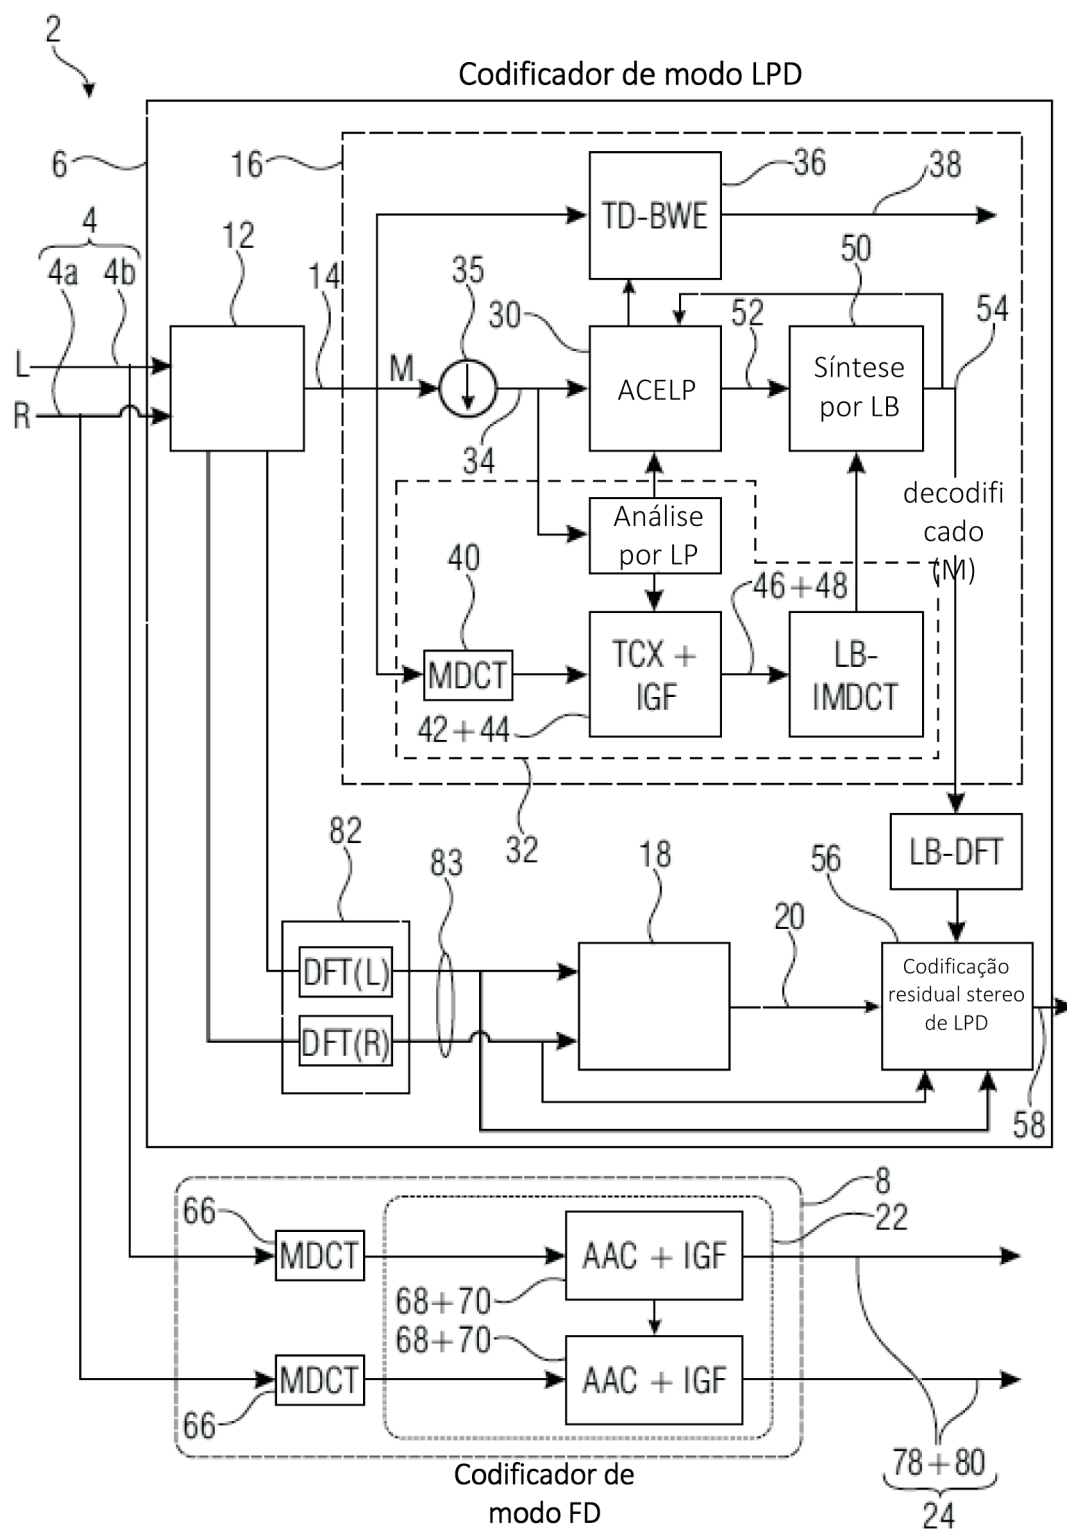 2
Codificador de modo LPD
6
16
36
38
TD-BWE
4
4a
4b
12
14
35
30
50
52
54
L
R
M
ACELP
Síntese
por LB
34
decodifi
cado
(M)
Análise
por LP
40
46+48
MDCT
TCX +
IGF
LB-
IMDCT
42+44
32
82
83
18
20
56
LB-DFT
DFT(L)
DFT(R)
Codificação
residual stereo
de LPD
58
8
22
66
MDCT
AAC + IGF
68+70
68+70
MDCT
AAC + IGF
66
78+80
24
Codificador de
modo FD